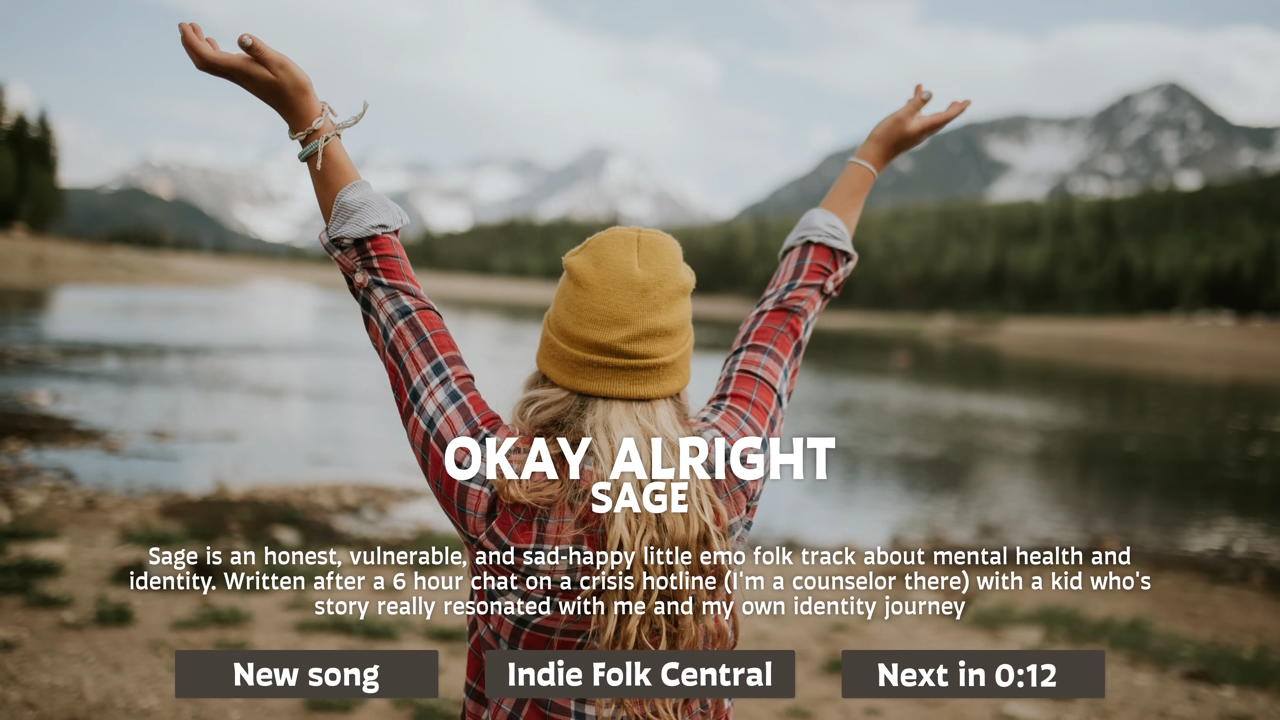 OKAY ALRIGHT
SAGE
Sage is an honest, vulnerable, and sad-happy little emo folk track about mental health and
identity. Written after a 6 hour chat on a crisis hotline (I'm a counselor there) with a kid who's
story really resonated with me and my own identity journey
New song
Indie Folk Central
Next in 0:12